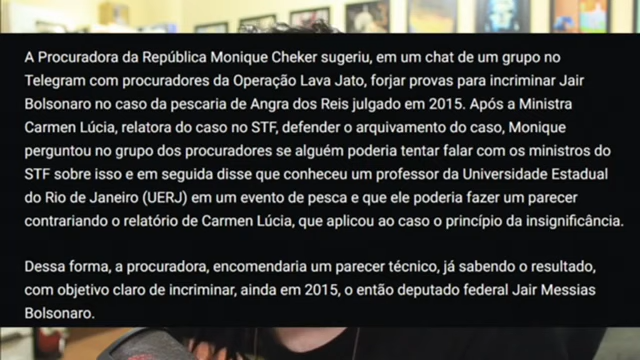 A Procuradora da República Monique Cheker sugeriu, em um chat de um grupo no
Telegram com procuradores da Operação Lava Jato, forjar provas para incriminar Jair
Bolsonaro no caso da pescaria de Angra dos Reis julgado em 2015. Após a Ministra
Carmen Lúcia, relatora do caso no STF, defender o arquivamento do caso, Monique
perguntou no grupo dos procuradores se alguém poderia tentar falar com os ministros do
STF sobre isso e em seguida disse que conheceu um professor da Universidade Estadual
do Rio de Janeiro (UERJ) em um evento de pesca e que ele poderia fazer um parecer
contrariando o relatório de Carmen Lúcia, que aplicou ao caso o princípio da insignificância.
Dessa forma, a procuradora, encomendaria um parecer técnico, já sabendo o resultado,
com objetivo claro de incriminar, ainda em 2015, o então deputado federal Jair Messias
Bolsonaro.